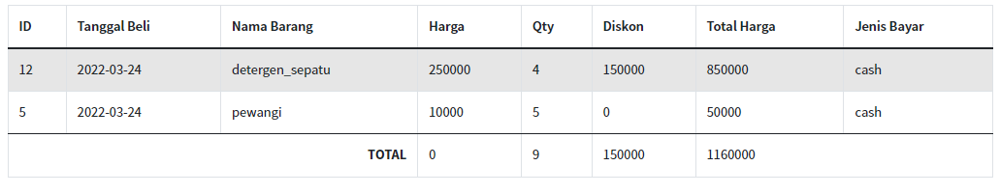 ID Tanggal Beli Nama Barang Harga Qty Diskon Total Harga Jenis Bayar
12 2022-03-24 detergen_sepatu 250000 4 150000 850000 cash
5 2022-03-24 pewangi 10000 5 0 50000 cash
TOTAL 0 9 150000 1160000